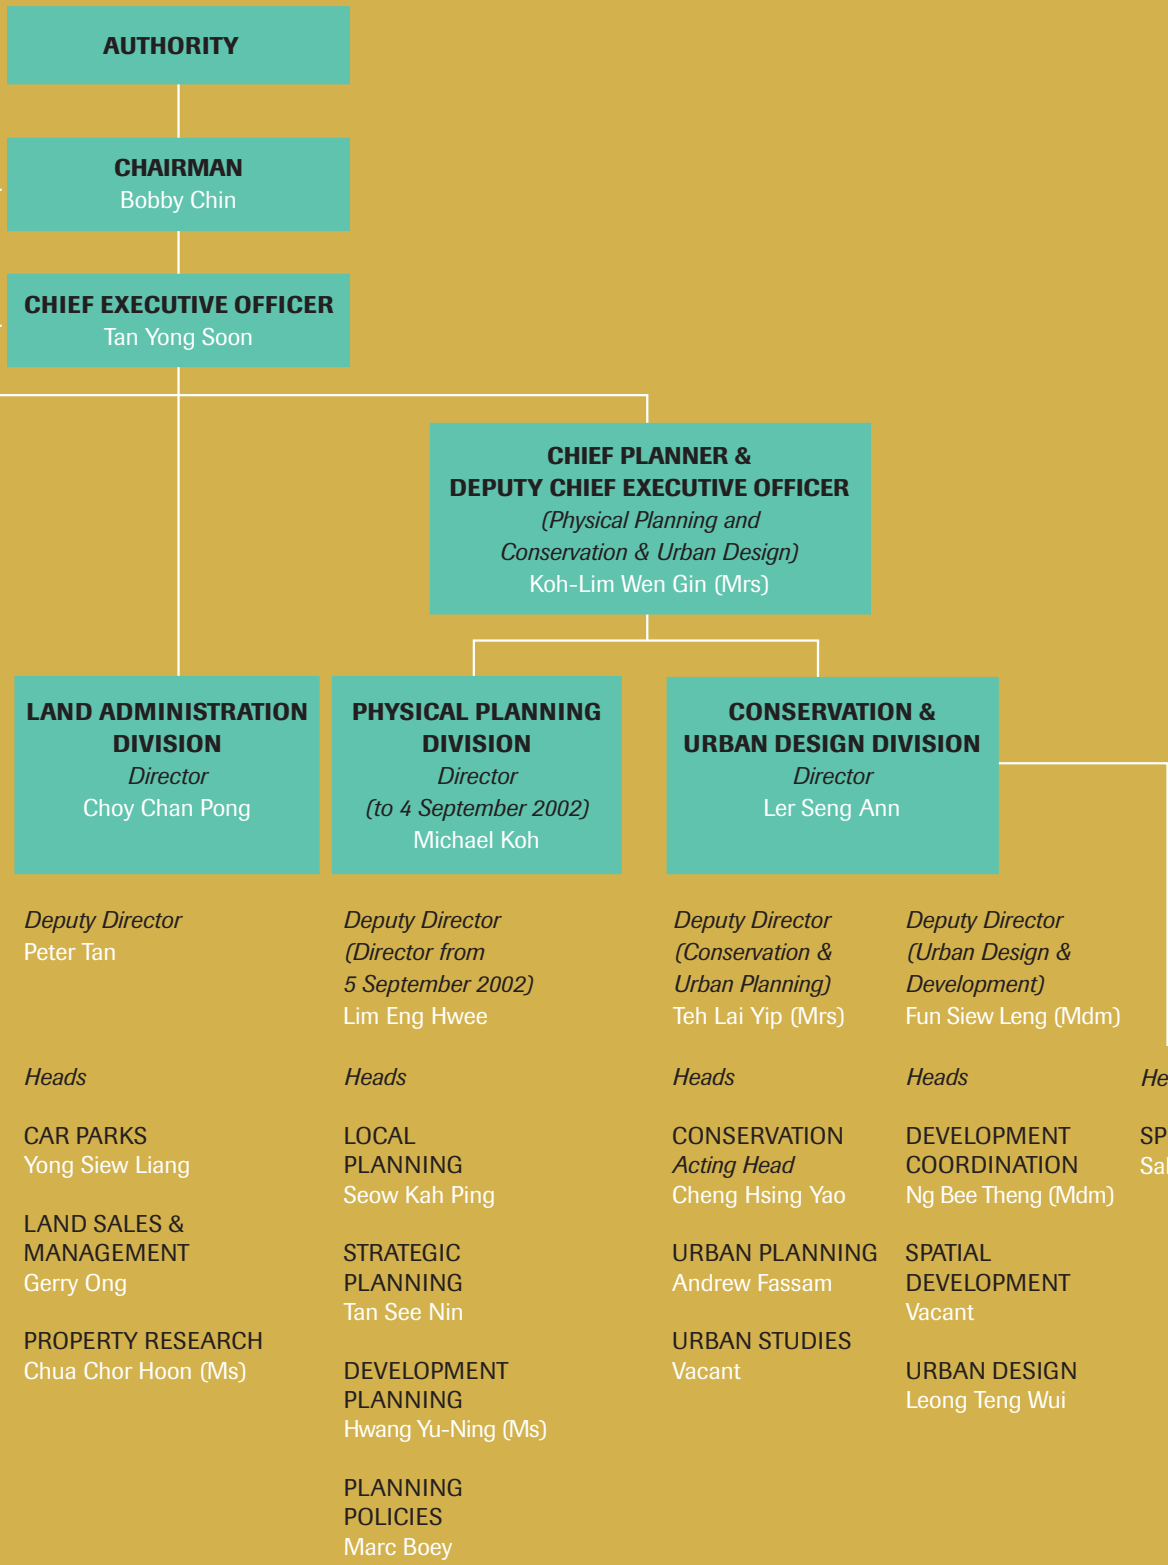 AUTHORITY
CHAIRMAN
Bobby Chin
CHIEF EXECUTIVE OFFICER
Tan Yong Soon
CHIEF PLANNER &
DEPUTY CHIEF EXECUTIVE OFFICER
(Physical Planning and
Conservation & Urban Design)
Koh-Lim Wen Gin (Mrs)
LAND ADMINISTRATION
DIVISION
Director
Choy Chan Pong
PHYSICAL PLANNING
DIVISION
Director
(to 4 September 2002)
Michael Koh
CONSERVATION &
URBAN DESIGN DIVISION
Director
Ler Seng Ann
Deputy Director
Peter Tan
Heads
CAR PARKS
Yong Siew Liang
LAND SALES &
MANAGEMENT
Gerry Ong
PROPERTY RESEARCH
Chua Chor Hoon (Ms)
Deputy Director
(Director from
5 September 2002)
Lim Eng Hwee
Heads
LOCAL
PLANNING
Seow Kah Ping
STRATEGIC
PLANNING
Tan See Nin
DEVELOPMENT
PLANNING
Hwang Yu-Ning (Ms)
PLANNING
POLICIES
Marc Boey
Deputy Director
(Conservation &
Urban Planning)
Teh Lai Yip (Mrs)
Heads
CONSERVATION
Acting Head
Cheng Hsing Yao
URBAN PLANNING
Andrew Fassam
URBAN STUDIES
Vacant
Deputy Director
(Urban Design &
Development)
Fun Siew Leng (Mdm)
Heads
DEVELOPMENT
COORDINATION
Ng Bee Theng (Mdm)
SPATIAL
DEVELOPMENT
Vacant
URBAN DESIGN
Leong Teng Wui